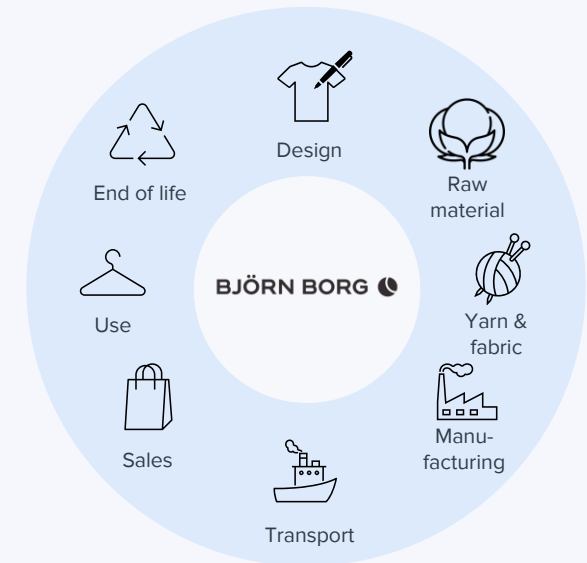 Design
Raw
material
Yarn &
fabric
Manu-
facturing
Transport
Sales
Use
End of life
BJÖRN BORG